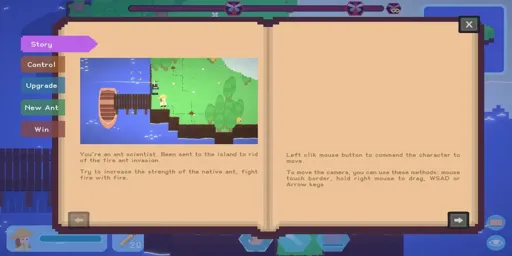 Story
Control
Upgrade
New Ant
Win
You're an ant scientist. Been sent to the island to rid
of the fire ant invasion.
Try to increase the strength of the native ant, fight
fire with fire.
Left clik mouse button to command the character to
move.
To move the camera, you can use these methods: mouse
touch border, hold right mouse to drag, WSAD or
Arrow keys
20